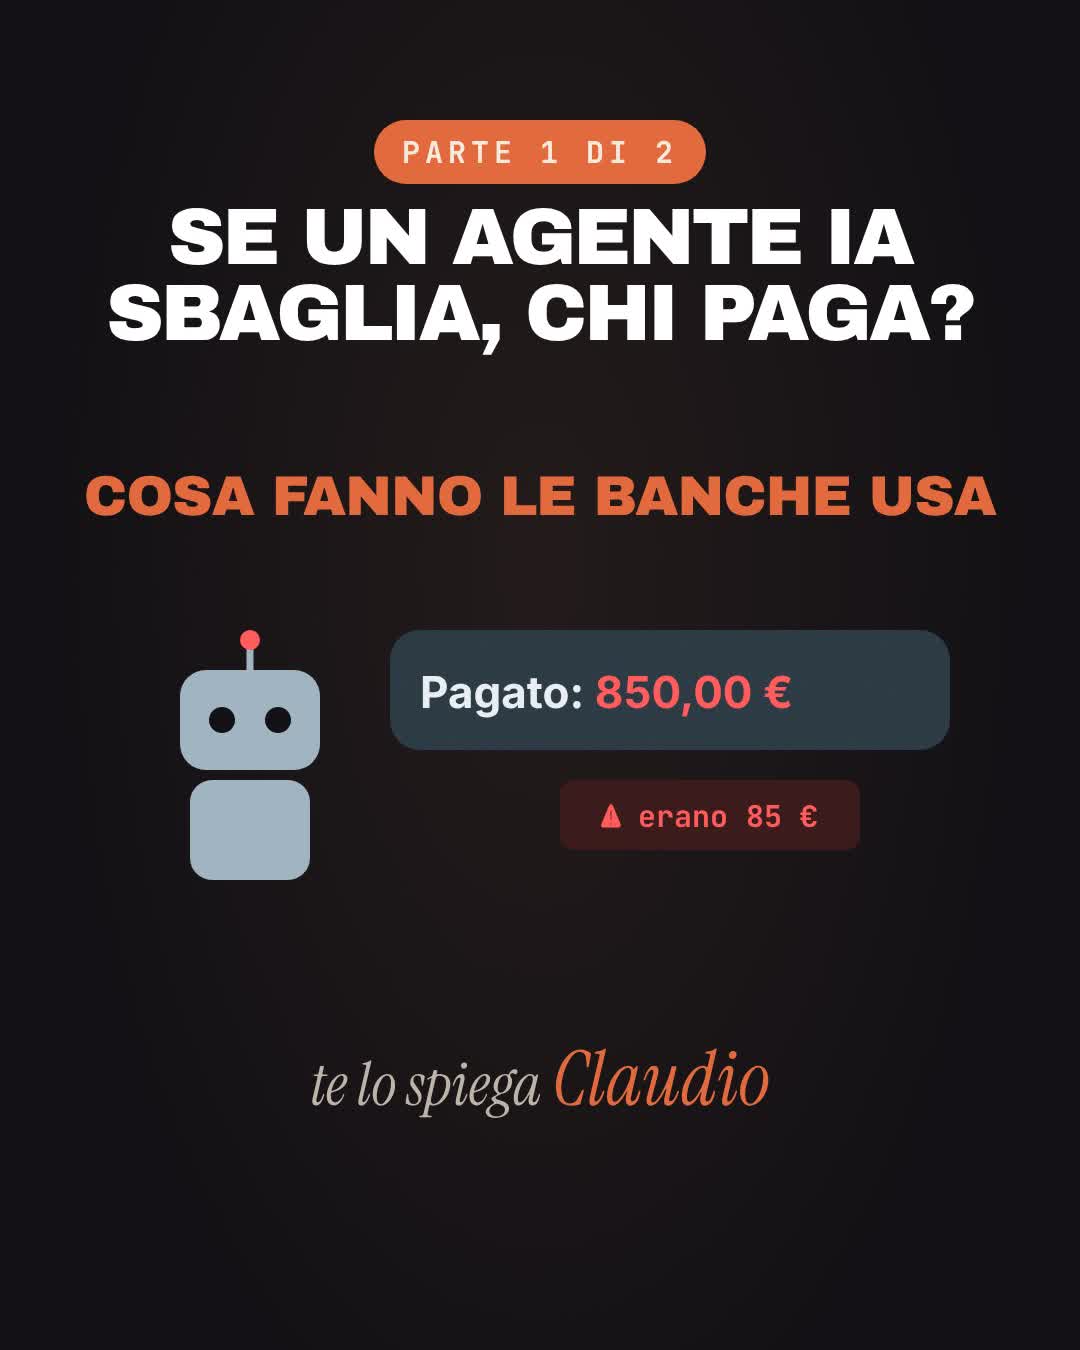 PARTE 1 DI 2
SE UN AGENTE IA
SBAGLIA, CHI PAGA?
COSA FANNO LE BANCHE USA
Pagato: 850,00 €
⚠ erano 85 €
te lo spiega Claudio